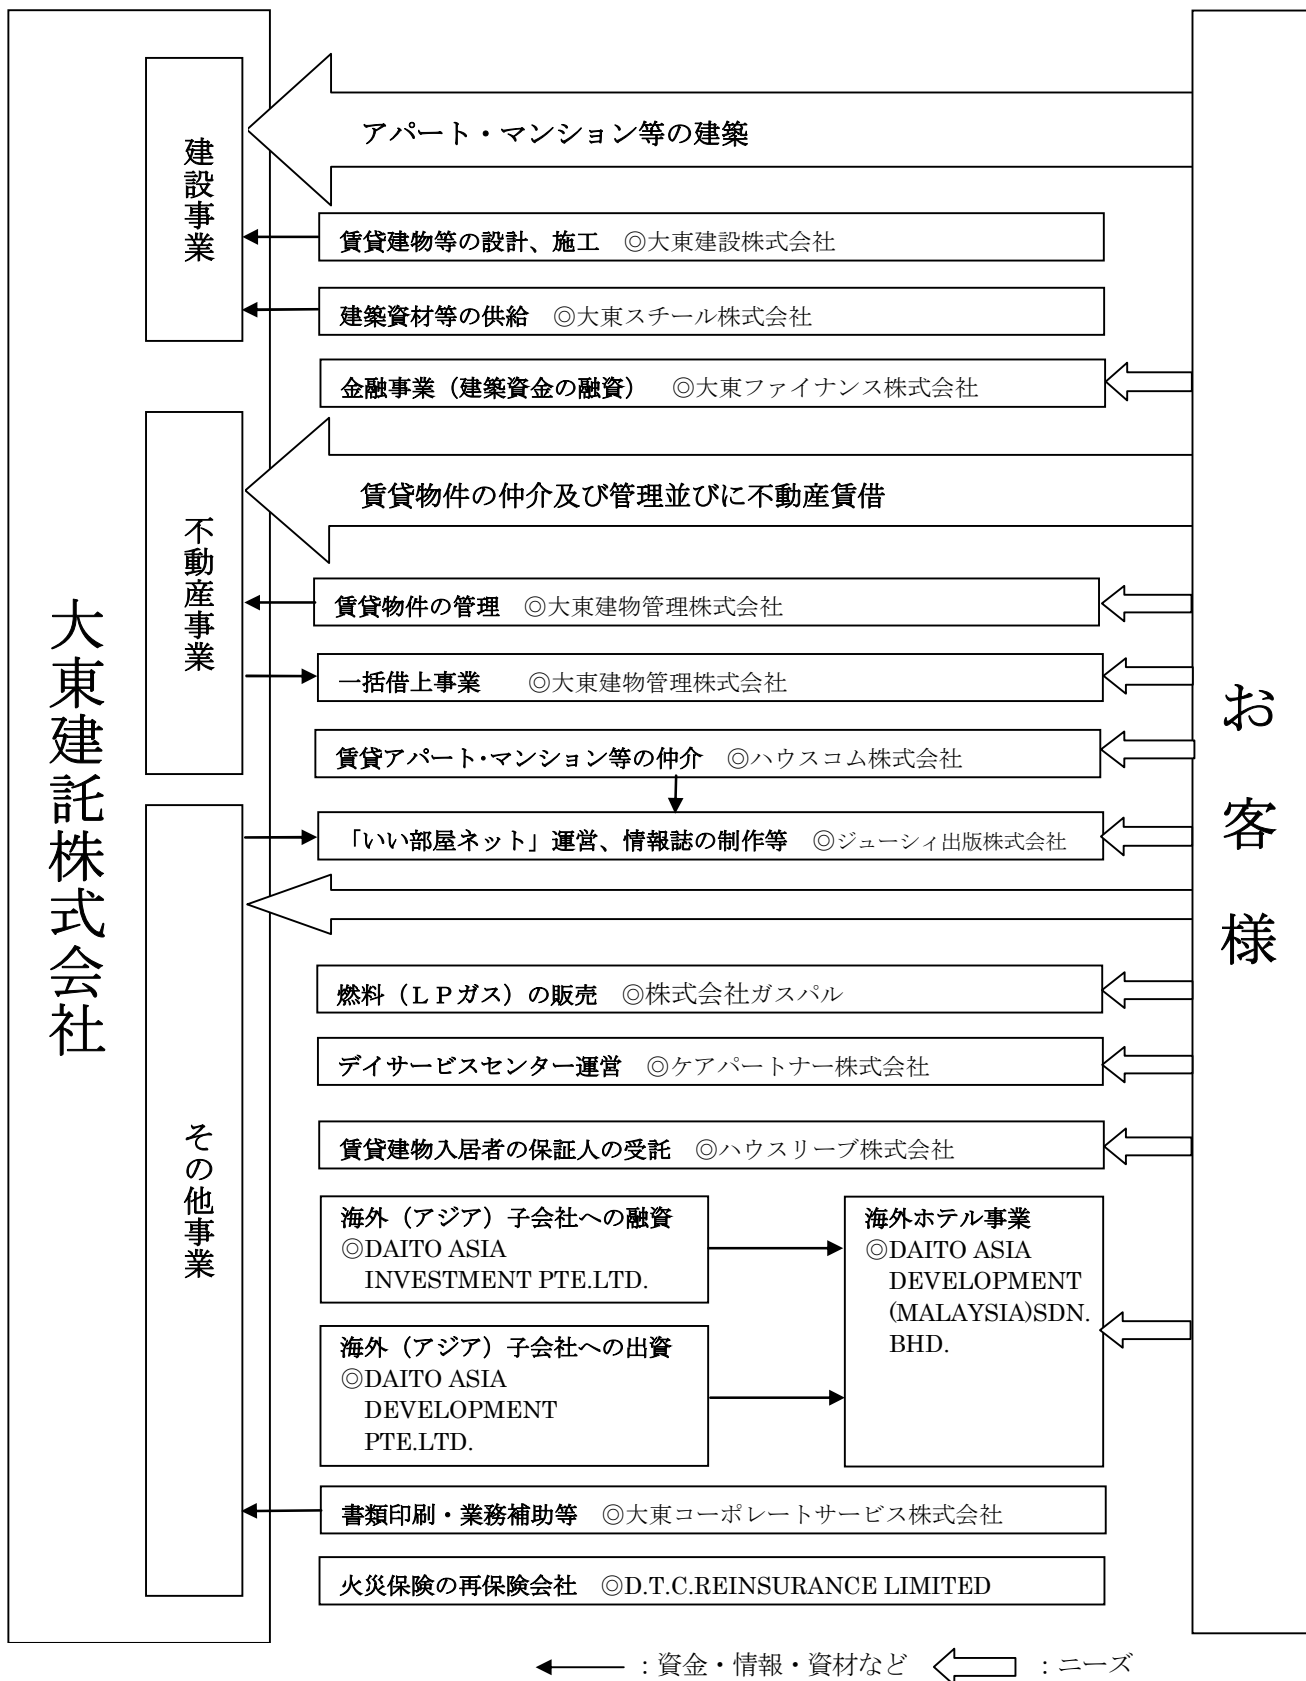 大東建託株式会社
建設事業
アパート・マンション等の建築
賃貸建物等の設計、施工　◎大東建設株式会社
建築資材等の供給　◎大東スチール株式会社
金融事業（建築資金の融資）　◎大東ファイナンス株式会社
不動産事業
賃貸物件の仲介及び管理並びに不動産賃借
賃貸物件の管理　◎大東建物管理株式会社
一括借上事業　　◎大東建物管理株式会社
賃貸アパート・マンション等の仲介　◎ハウスコム株式会社
「いい部屋ネット」運営、情報誌の制作等　◎ジューシィ出版株式会社
その他事業
燃料（ＬＰガス）の販売　◎株式会社ガスパル
デイサービスセンター運営　◎ケアパートナー株式会社
賃貸建物入居者の保証人の受託　◎ハウスリーブ株式会社
海外（アジア）子会社への融資
◎DAITO ASIA
INVESTMENT PTE.LTD.
海外（アジア）子会社への出資
◎DAITO ASIA
DEVELOPMENT
PTE.LTD.
海外ホテル事業
◎DAITO ASIA
DEVELOPMENT
(MALAYSIA)SDN.
BHD.
書類印刷・業務補助等　◎大東コーポレートサービス株式会社
火災保険の再保険会社　◎D.T.C.REINSURANCE LIMITED
お客様
：資金・情報・資材など
：ニーズ